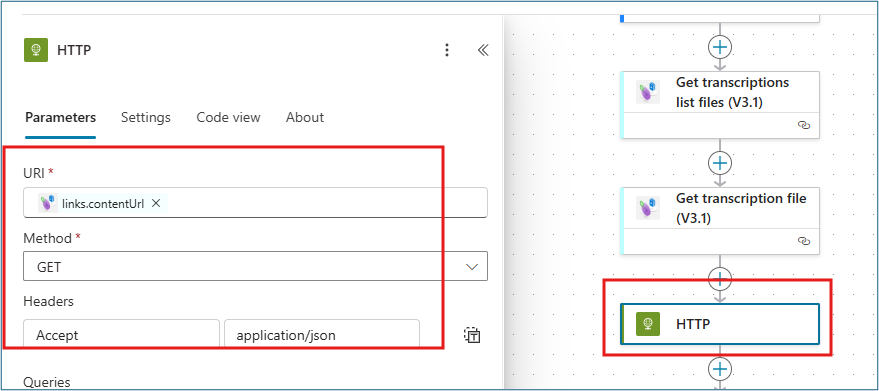 HTTP
Parameters
Settings
Code view
About
URI *
links.contentUrl
Method *
GET
Headers
Accept
application/json
Queries
Get transcriptions
list files (V3.1)
Get transcription file
(V3.1)
HTTP